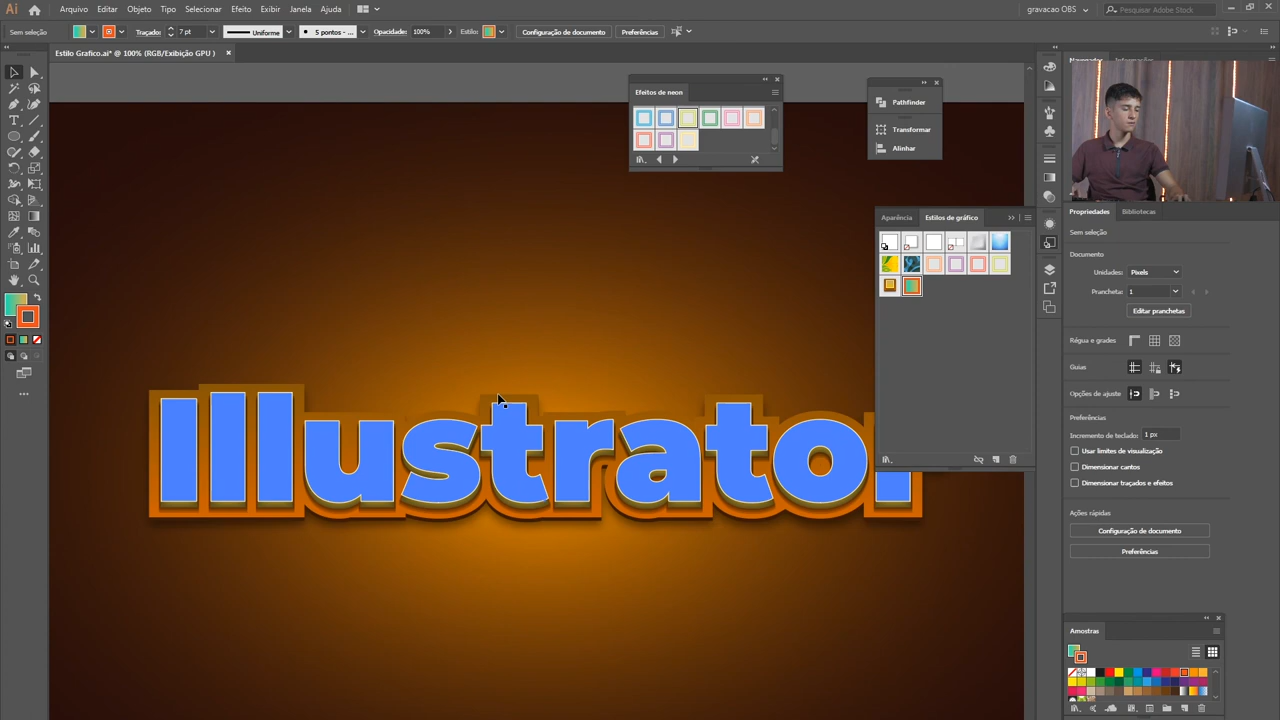 Ai Arquivo Editar Objeto Tipo Selecionar Efeito Exibir Janela Ajuda gravacao OBS Pesquisar Adobe Stock
Sem seleção Traçado: 7 pt Uniforme 5 pontos - ... Opacidade: 100% Estilo: Configuração de documento Preferências
Estilo Grafico.ai* @ 100% (RGB/Exibição GPU )
Efeitos de neon
Pathfinder
Transformar
Alinhar
Aparência Estilos de gráfico
Propriedades Bibliotecas
Sem seleção
Documento
Unidades: Pixels
Prancheta: 1
Editar pranchetas
Régua e grades
Guias
Opções de ajuste
Preferências
Incremento de teclado: 1 px
Usar limites de visualização
Dimensionar cantos
Dimensionar traçados e efeitos
Ações rápidas
Configuração de documento
Preferências
Illustrator
Amostras